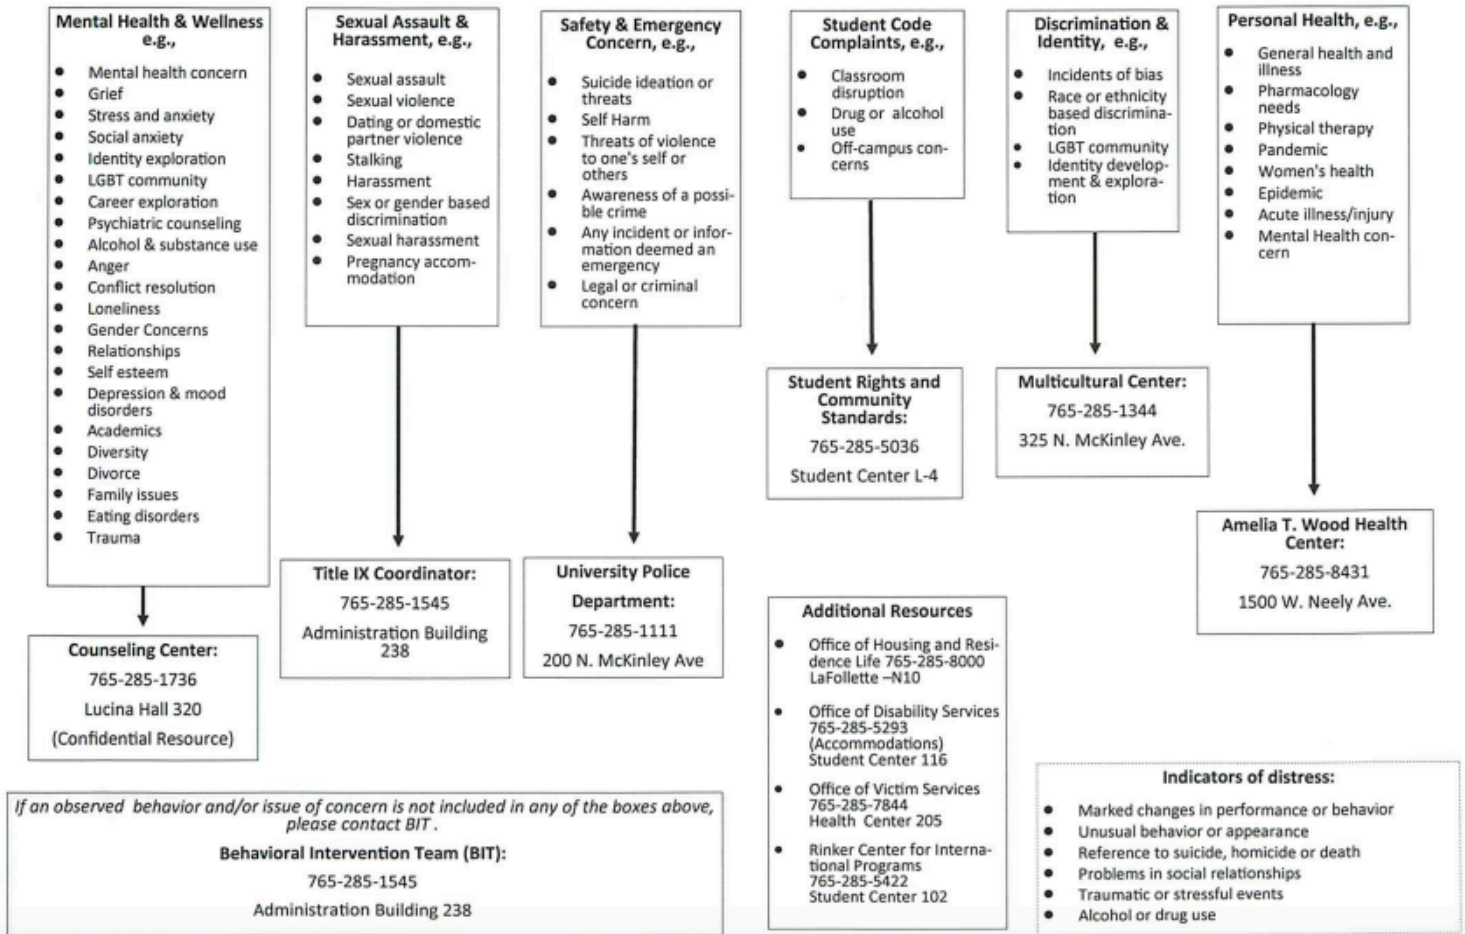 Mental Health & Wellness
e.g.,
● Mental health concern
● Grief
● Stress and anxiety
● Social anxiety
● Identity exploration
● LGBT community
● Career exploration
● Psychiatric counseling
● Alcohol & substance use
● Anger
● Conflict resolution
● Loneliness
● Gender Concerns
● Relationships
● Self esteem
● Depression & mood
disorders
● Academics
● Diversity
● Divorce
● Family issues
● Eating disorders
● Trauma
Counseling Center:
765-285-1736
Lucina Hall 320
(Confidential Resource)
Sexual Assault &
Harassment, e.g.,
● Sexual assault
● Sexual violence
● Dating or domestic
partner violence
● Stalking
● Harassment
● Sex or gender based
discrimination
● Sexual harassment
● Pregnancy accom-
modation
Title IX Coordinator:
765-285-1545
Administration Building
238
Safety & Emergency
Concern, e.g.,
● Suicide ideation or
threats
● Self Harm
● Threats of violence
to one's self or
others
● Awareness of a possi-
ble crime
● Any incident or infor-
mation deemed an
emergency
● Legal or criminal
concern
University Police
Department:
765-285-1111
200 N. McKinley Ave
Student Code
Complaints, e.g.,
● Classroom
disruption
● Drug or alcohol
use
● Off-campus con-
cerns
Student Rights and
Community
Standards:
765-285-5036
Student Center L-4
Discrimination &
Identity, e.g.,
● Incidents of bias
● Race or ethnicity
based discrimina-
tion
● LGBT community
● Identity develop-
ment & explora-
tion
Multicultural Center:
765-285-1344
325 N. McKinley Ave.
Personal Health, e.g.,
● General health and
illness
● Pharmacology
needs
● Physical therapy
● Pandemic
● Women's health
● Epidemic
● Acute illness/injury
● Mental Health con-
cern
Amelia T. Wood Health
Center:
765-285-8431
1500 W. Neely Ave.
If an observed behavior and/or issue of concern is not included in any of the boxes above,
please contact BIT .
Behavioral Intervention Team (BIT):
765-285-1545
Administration Building 238
Additional Resources
● Office of Housing and Resi-
dence Life 765-285-8000
LaFollette –N10
● Office of Disability Services
765-285-5293
(Accommodations)
Student Center 116
● Office of Victim Services
765-285-7844
Health Center 205
● Rinker Center for Interna-
tional Programs
765-285-5422
Student Center 102
Indicators of distress:
● Marked changes in performance or behavior
● Unusual behavior or appearance
● Reference to suicide, homicide or death
● Problems in social relationships
● Traumatic or stressful events
● Alcohol or drug use